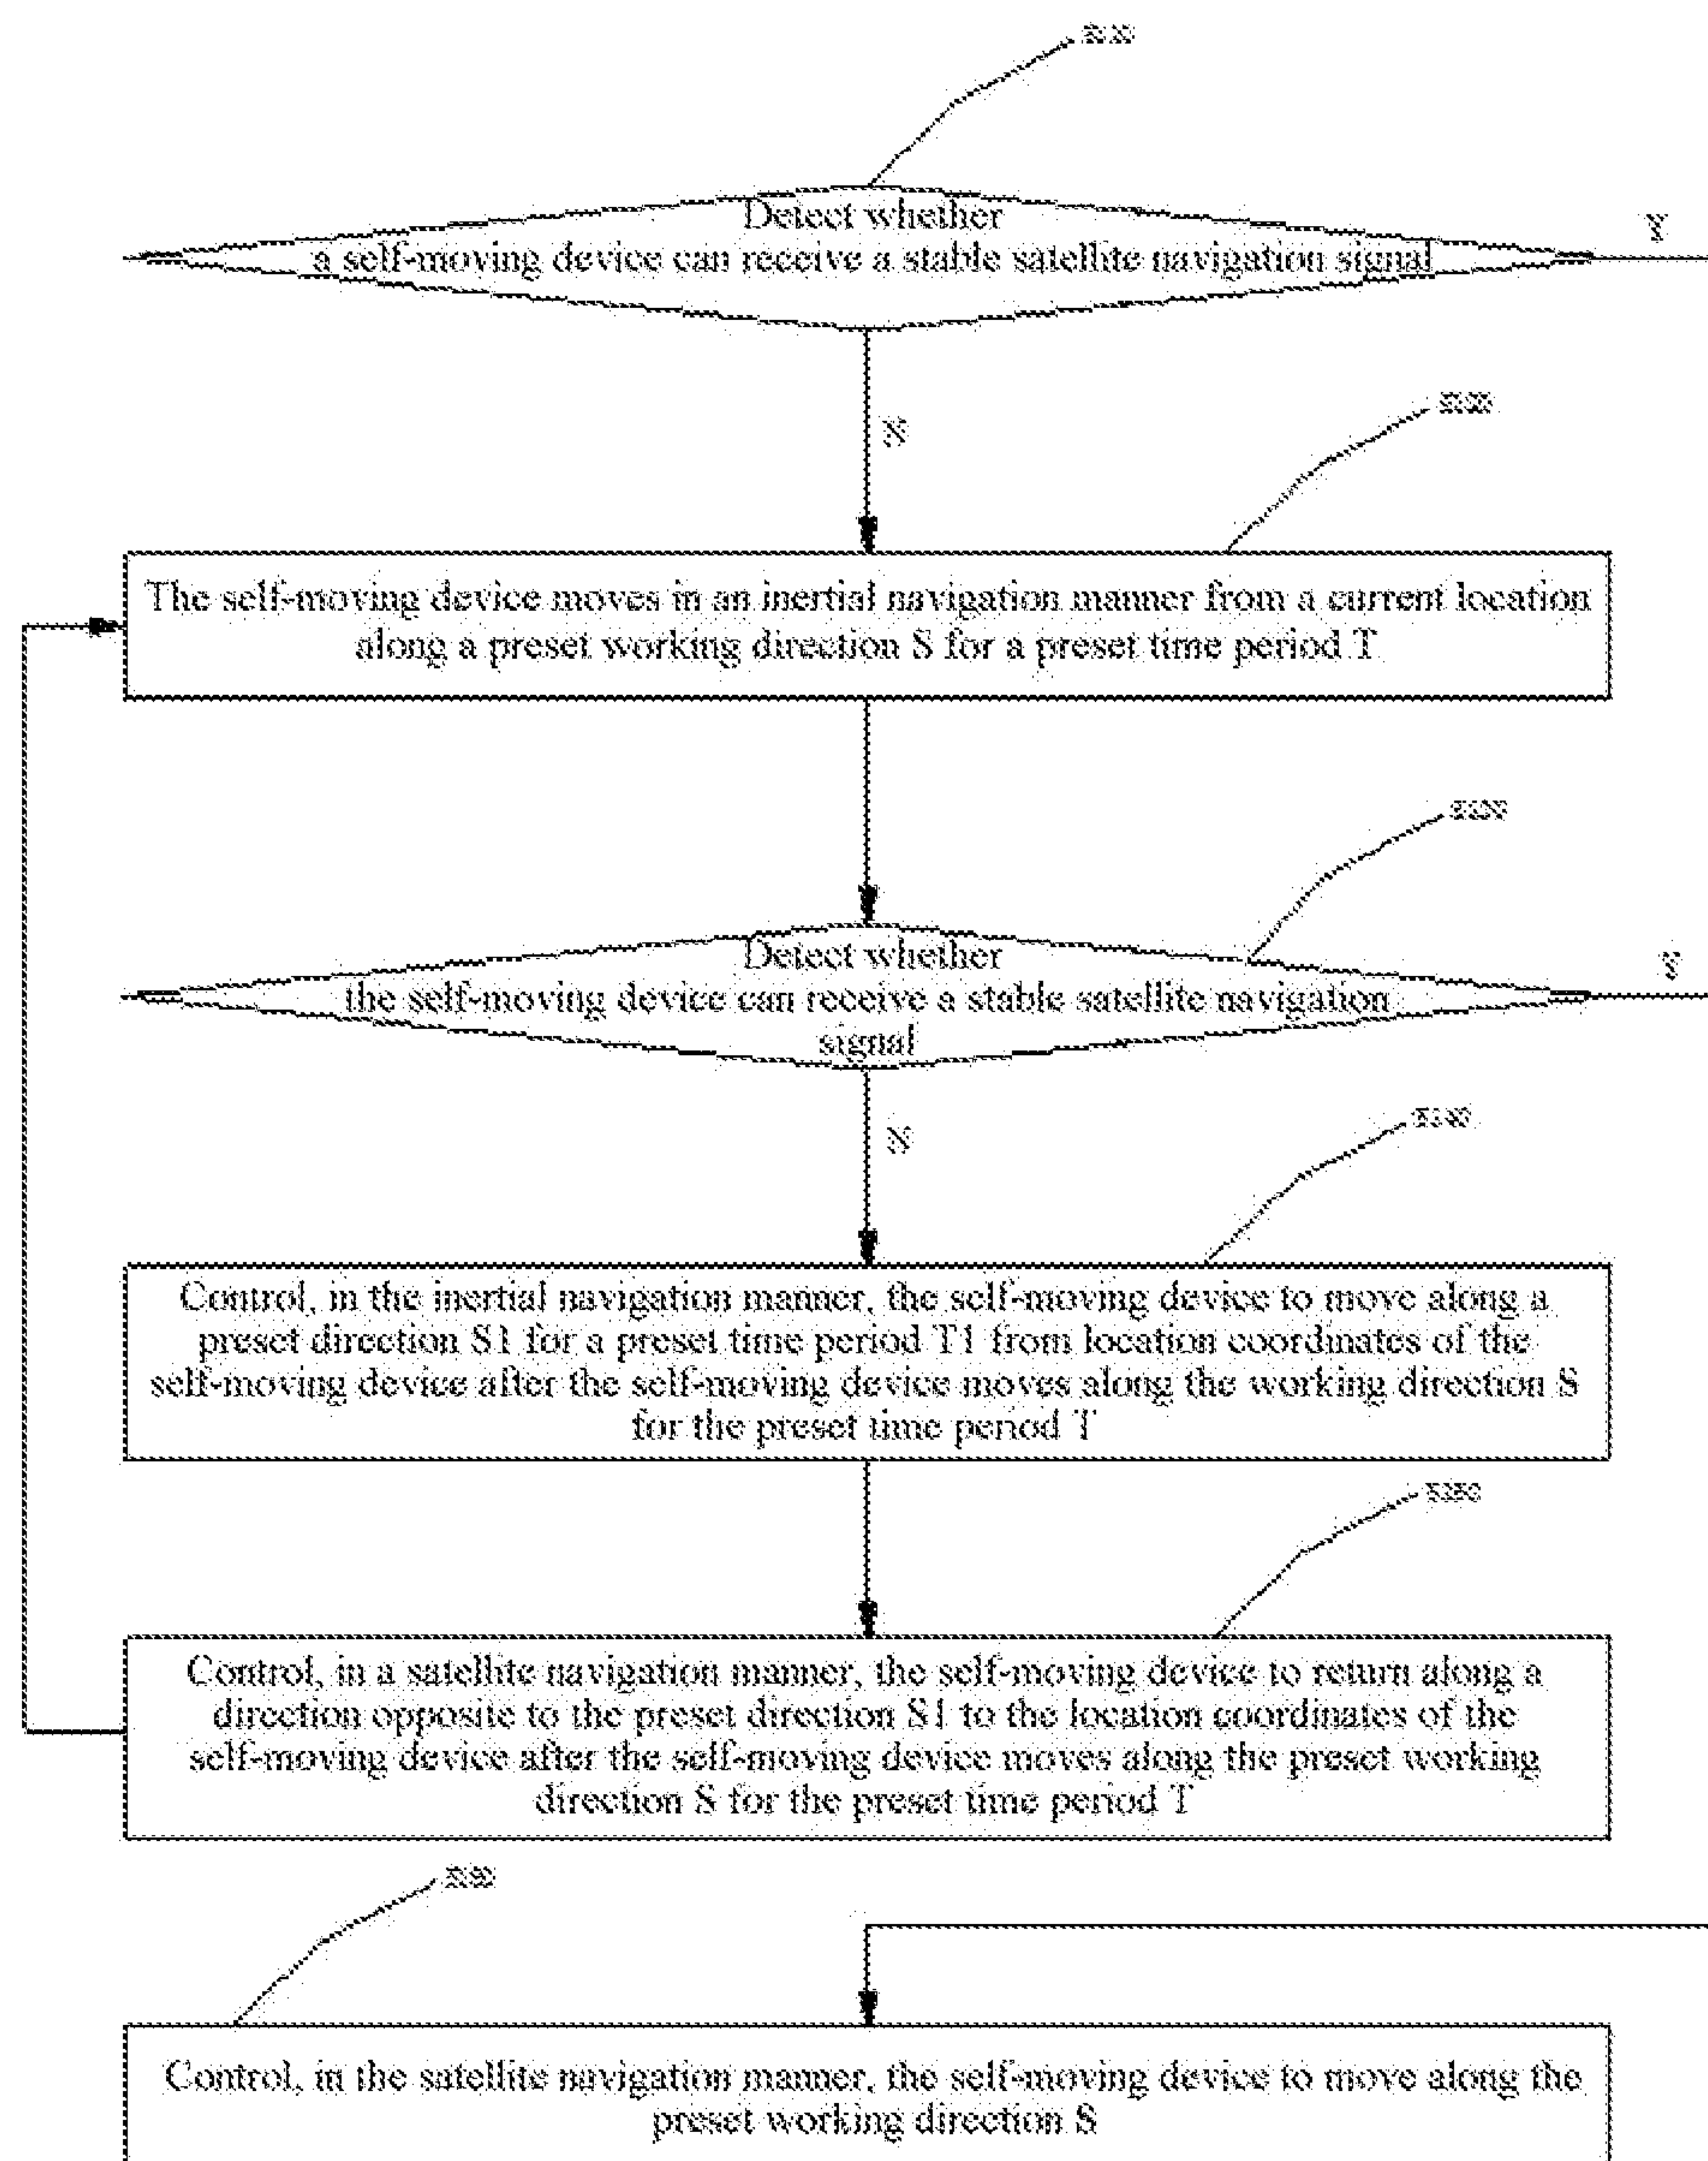 Detect whether
a self-moving device can receive a stable satellite navigation signal
Y
N
The self-moving device moves in an inertial navigation manner from a current location
along a preset working direction S for a preset time period T
Detect whether
the self-moving device can receive a stable satellite navigation
signal
Y
N
Control, in the inertial navigation manner, the self-moving device to move along a
preset direction S1 for a preset time period T1 from location coordinates of the
self-moving device after the self-moving device moves along the working direction S
for the preset time period T
Control, in a satellite navigation manner, the self-moving device to return along a
direction opposite to the preset direction S1 to the location coordinates of the
self-moving device after the self-moving device moves along the preset working
direction S for the preset time period T
Control, in the satellite navigation manner, the self-moving device to move along the
preset working direction S